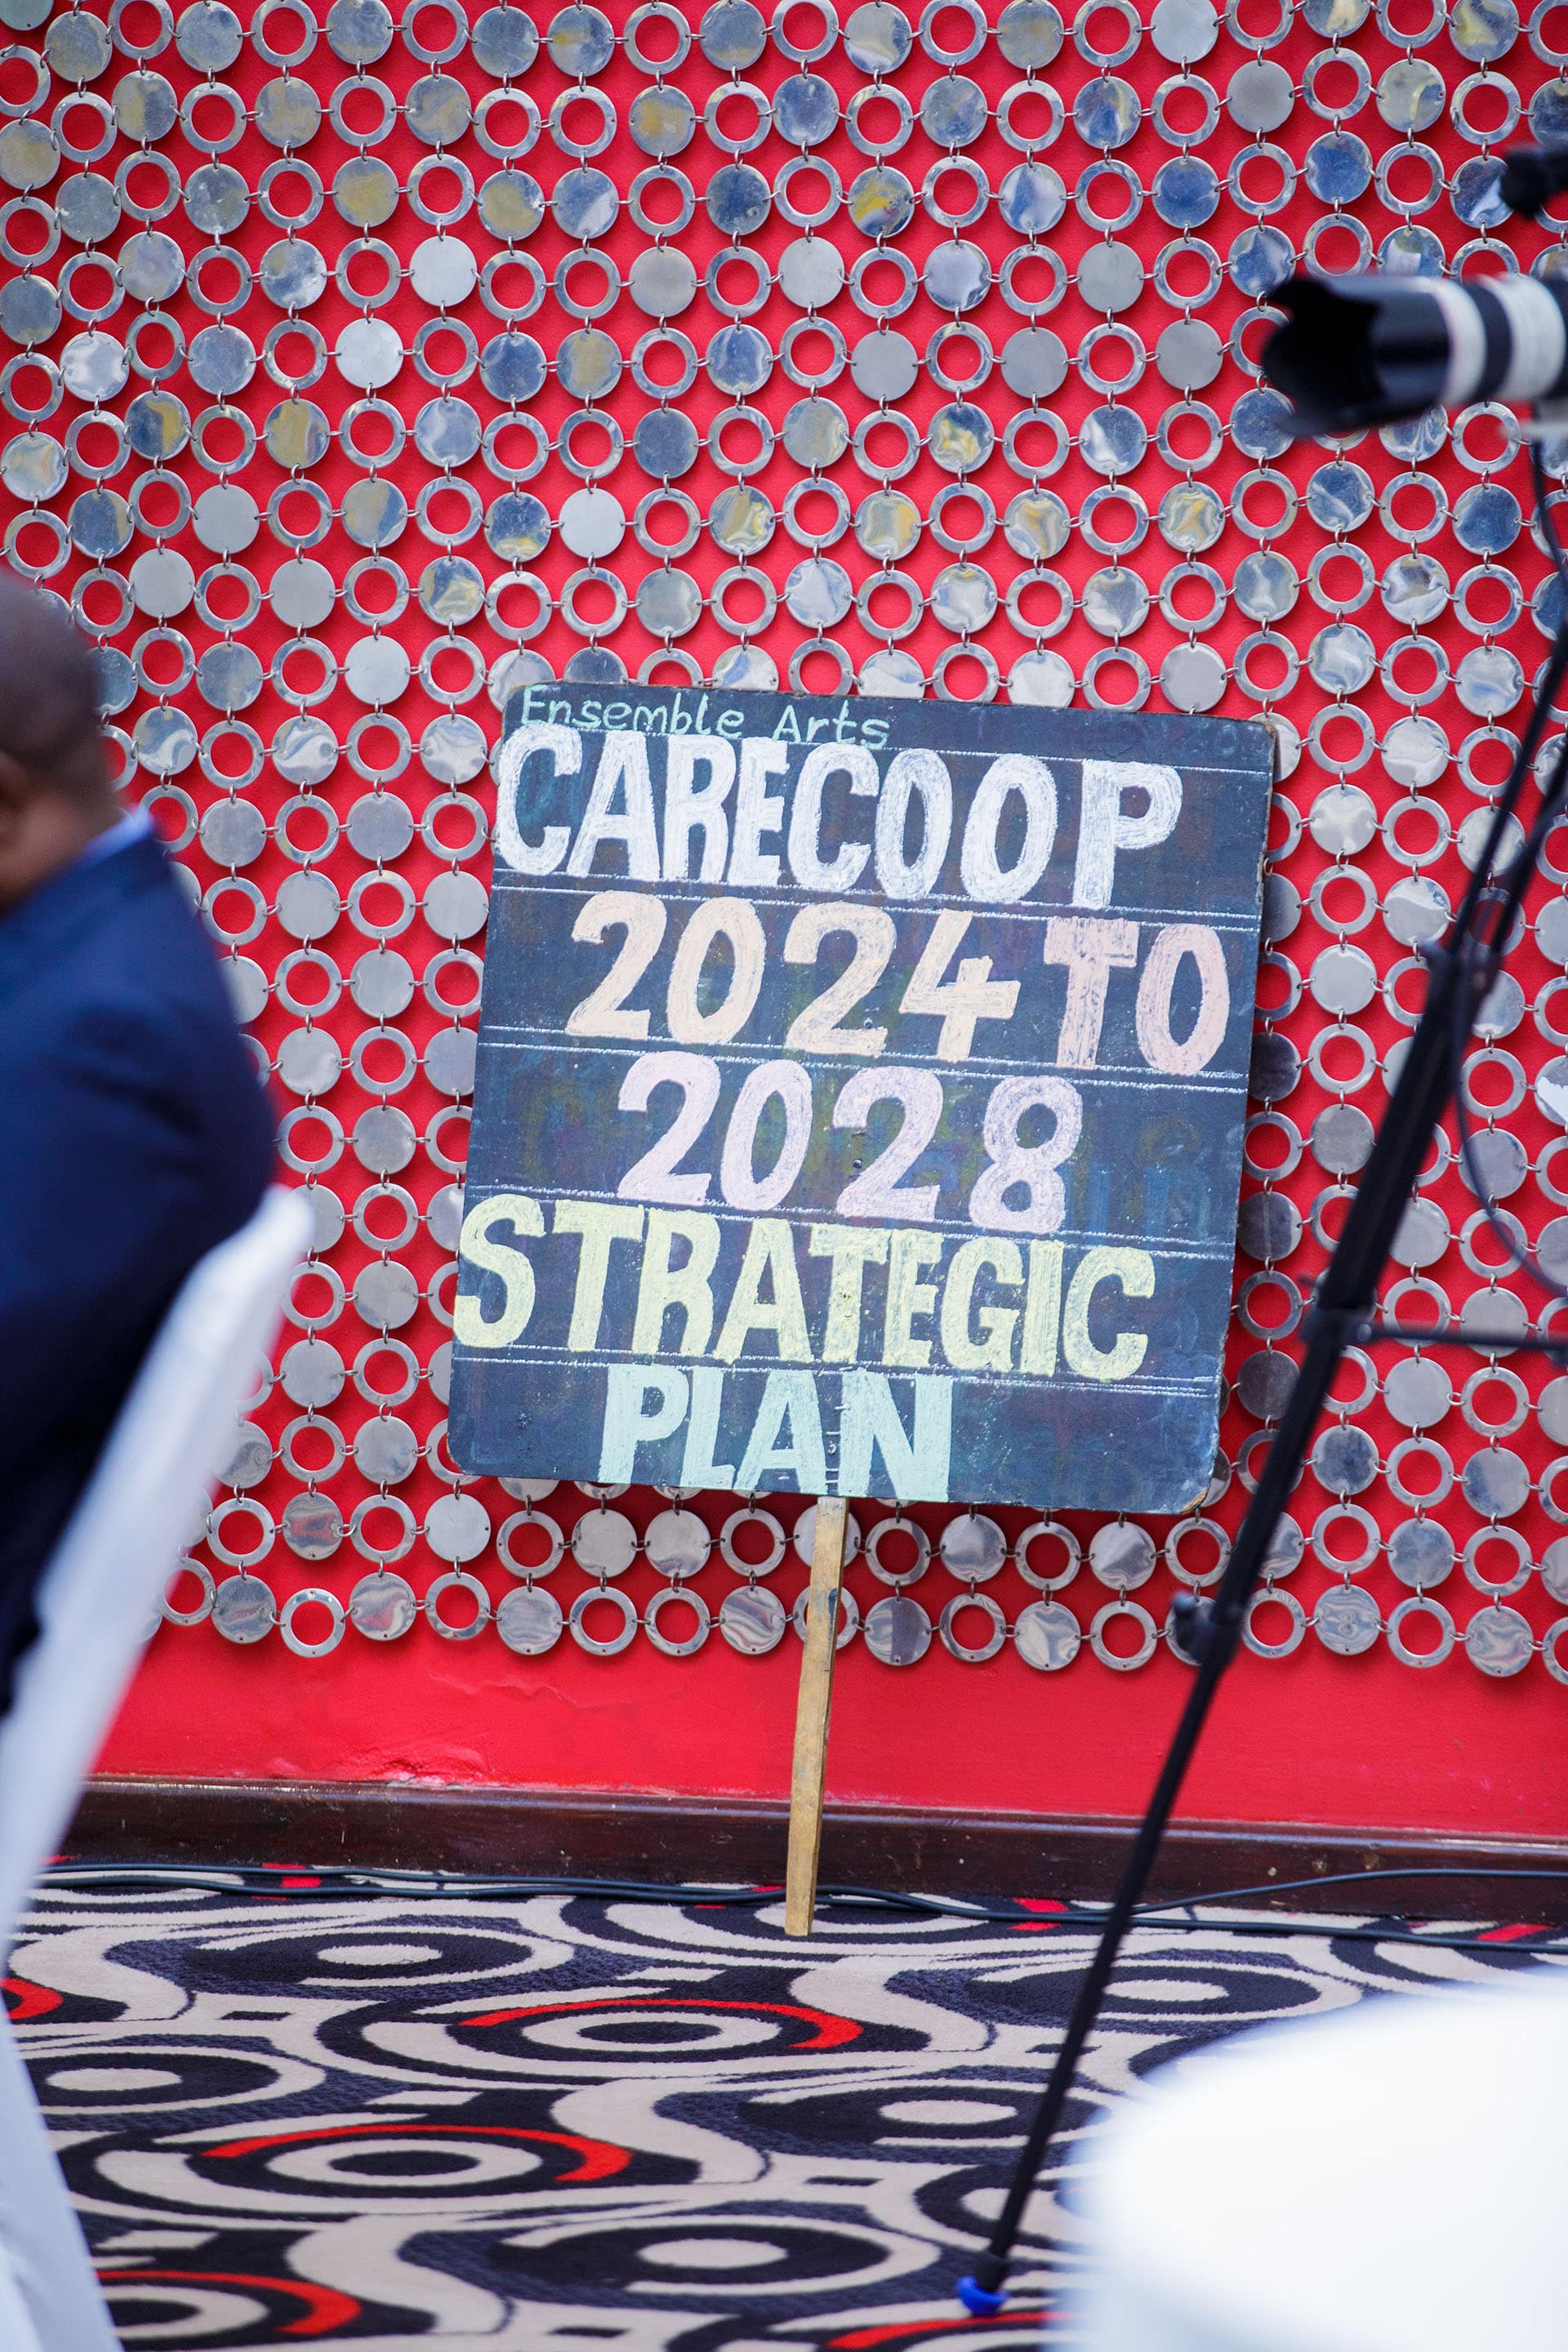 Ensemble Arts
CARECOOP
2024 TO
2028
STRATEGIC
PLAN